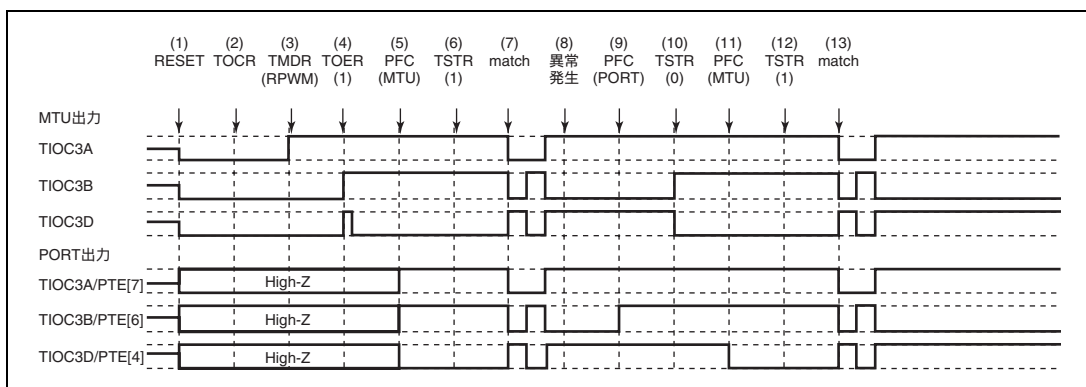 (1) (2) (3) (4) (5) (6) (7) (8) (9) (10) (11) (12) (13)
RESET TOCR TMDR TOER PFC TSTR match 異常 PFC TSTR PFC TSTR match
(RPWM) (1) (MTU) (1) 発生 (PORT) (0) (MTU) (1)
MTU出力
TIOC3A
TIOC3B
TIOC3D
PORT出力
TIOC3A/PTE[7] High-Z
TIOC3B/PTE[6] High-Z
TIOC3D/PTE[4] High-Z